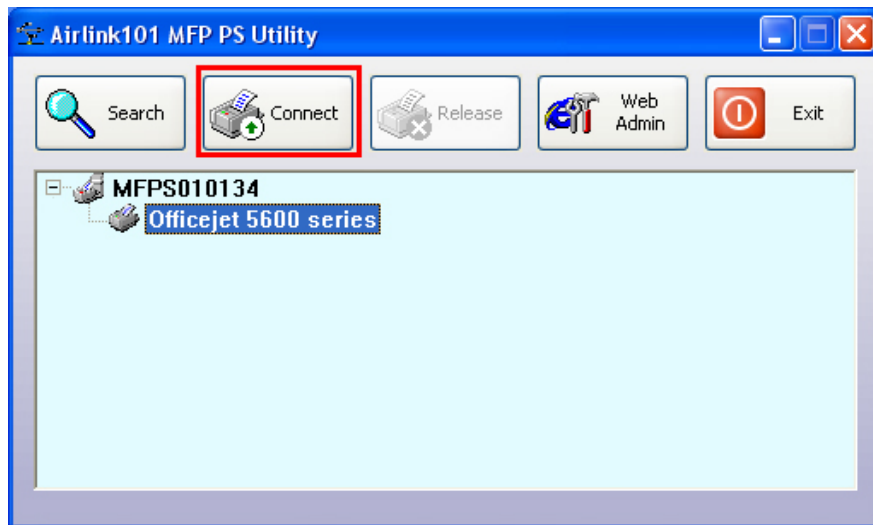 Airlink101 MFP PS Utility
Search
Connect
Release
Web
Admin
Exit
MFPS010134
Officejet 5600 series